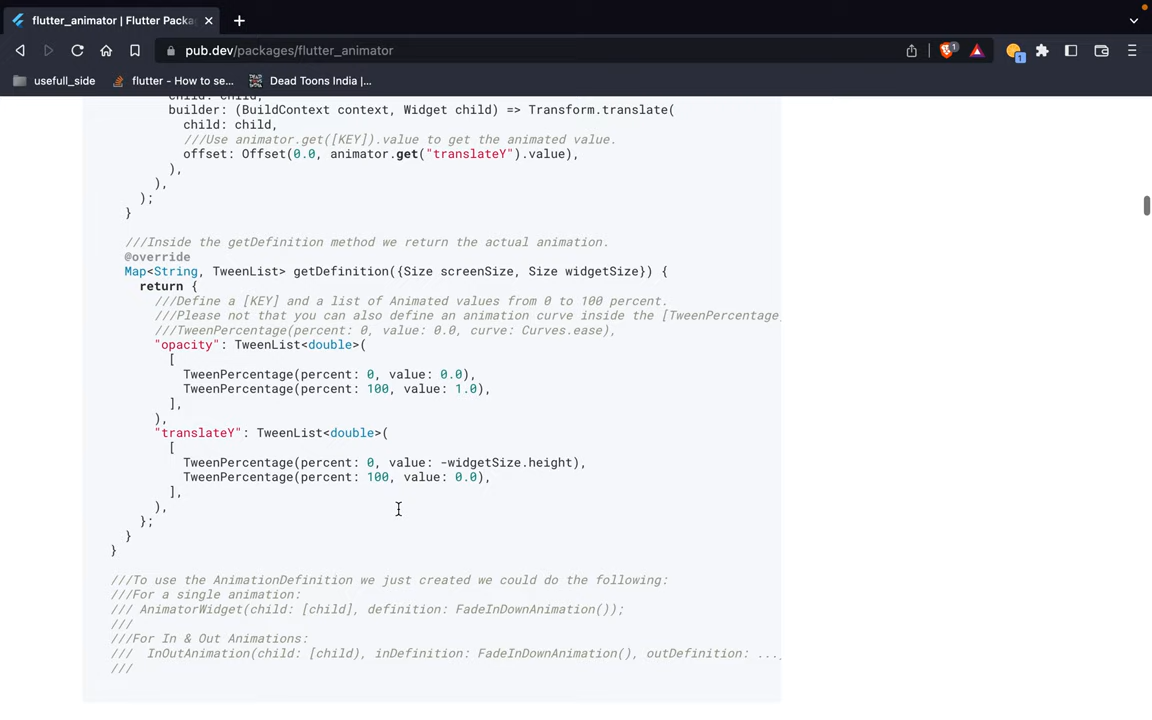 flutter_animator | Flutter Packa
pub.dev/packages/flutter_animator
1
1
usefull_side
flutter - How to se...
Dead Toons India |...
child: child,
builder: (BuildContext context, Widget child) => Transform.translate(
child: child,
///Use animator.get([KEY]).value to get the animated value.
offset: Offset(0.0, animator.get("translateY").value),
),
),
);
}
///Inside the getDefinition method we return the actual animation.
@override
Map<String, TweenList> getDefinition({Size screenSize, Size widgetSize}) {
return {
///Define a [KEY] and a list of Animated values from 0 to 100 percent.
///Please not that you can also define an animation curve inside the [TweenPercentage
///TweenPercentage(percent: 0, value: 0.0, curve: Curves.ease),
"opacity": TweenList<double>(
[
TweenPercentage(percent: 0, value: 0.0),
TweenPercentage(percent: 100, value: 1.0),
],
),
"translateY": TweenList<double>(
[
TweenPercentage(percent: 0, value: -widgetSize.height),
TweenPercentage(percent: 100, value: 0.0),
],
),
};
}
}
///To use the AnimationDefinition we just created we could do the following:
///For a single animation:
/// AnimatorWidget(child: [child], definition: FadeInDownAnimation());
///
///For In & Out Animations:
///  InOutAnimation(child: [child), inDefinition: FadeInDownAnimation(), outDefinition: ...
///